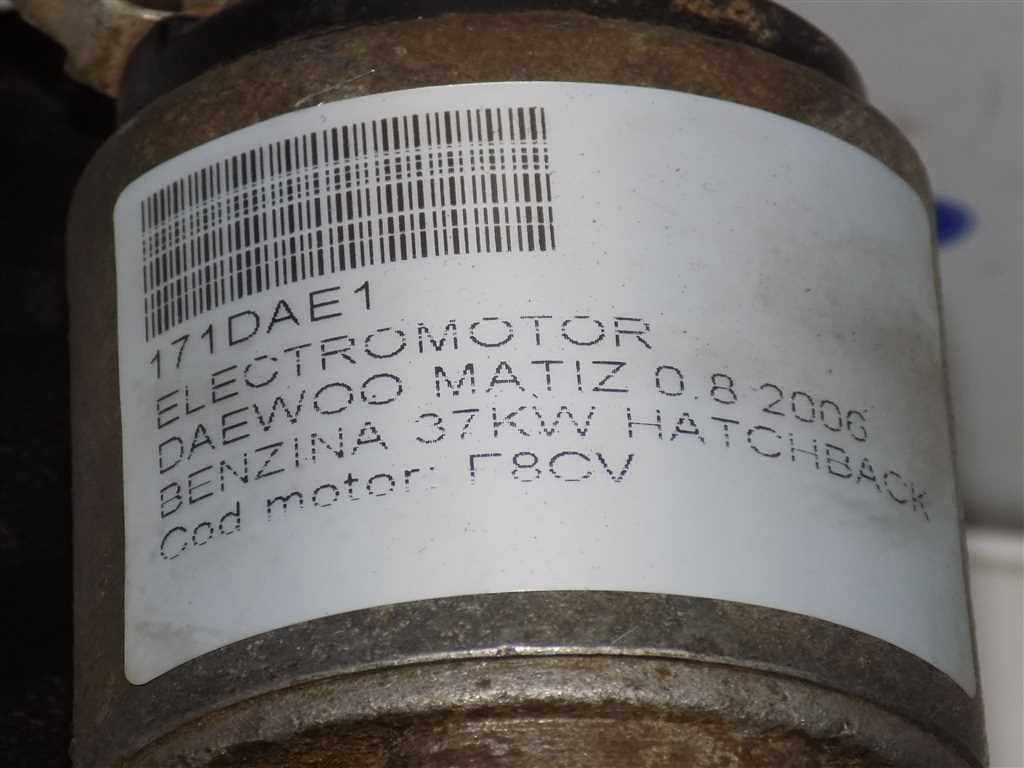 171DAE1
ELECTROMOTOR
DAEWOO MATIZ 0.8 2006
BENZINA 37KW HATCHBACK
Cod motor: F8CV